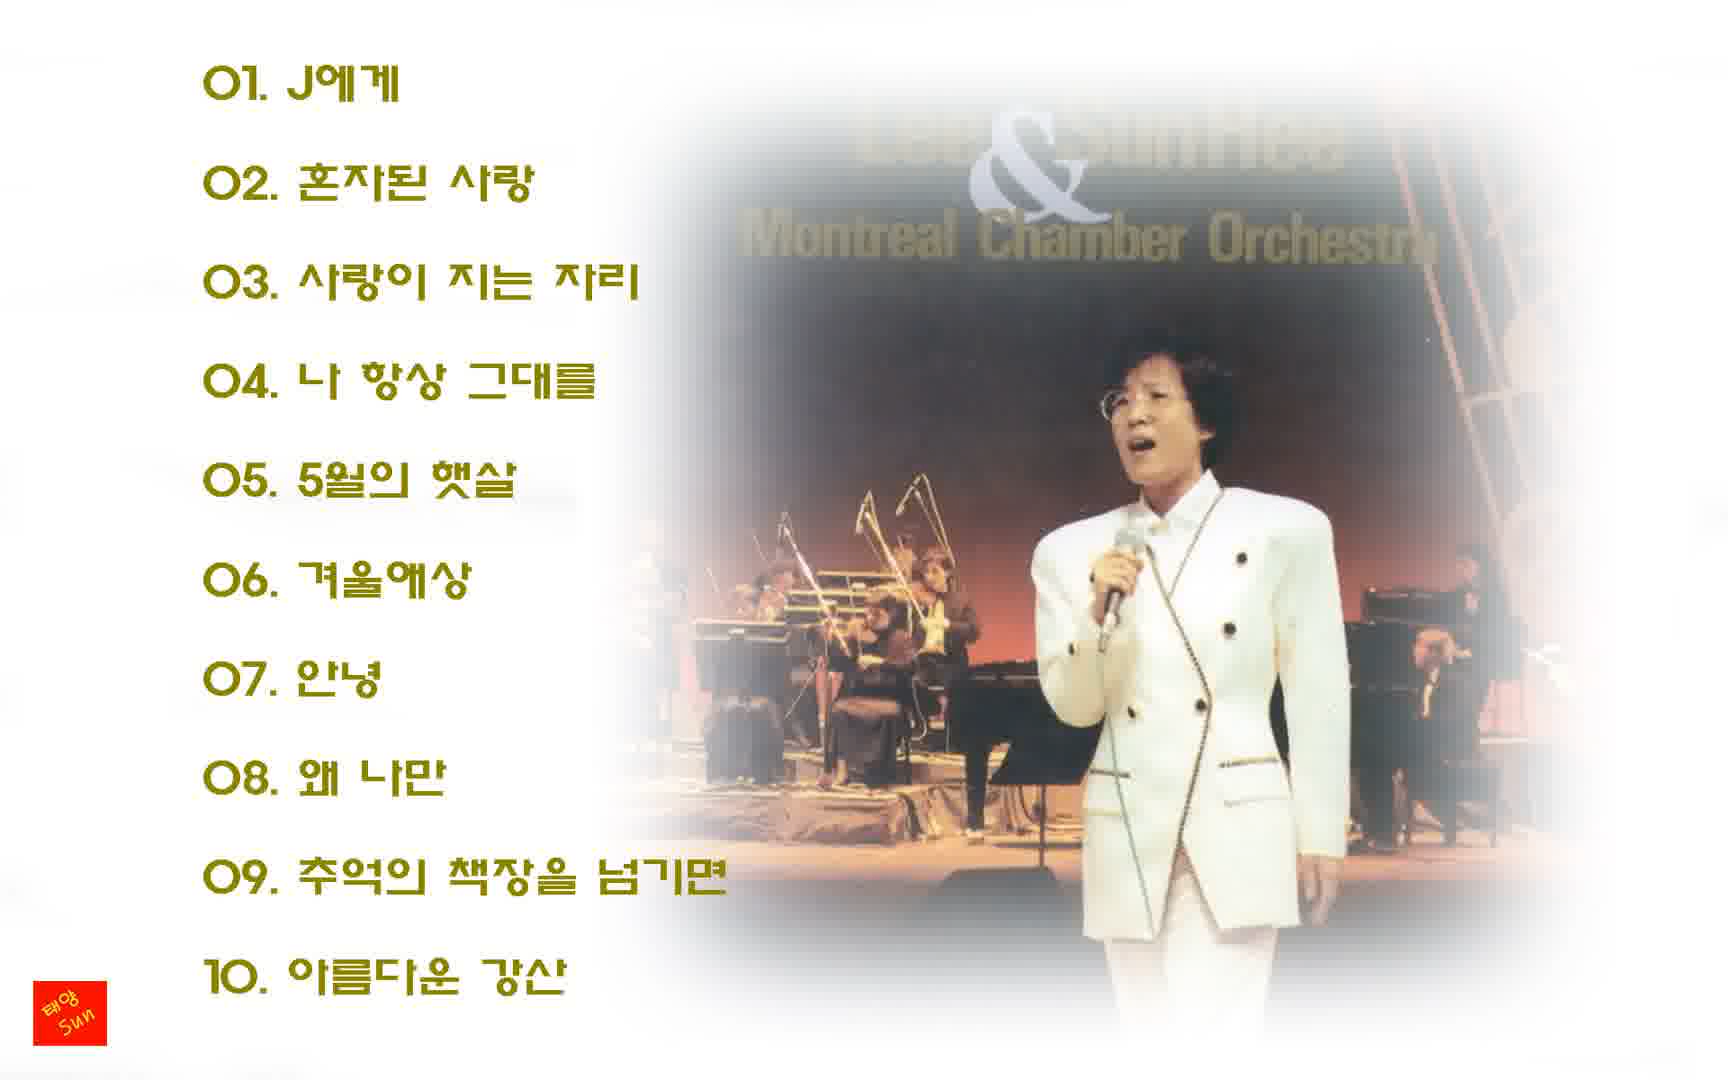 01. J에게
02. 혼자된 사랑
03. 사랑이 지는 자리
04. 나 항상 그대를
05. 5월의 햇살
06. 겨울애상
07. 안녕
08. 왜 나만
09. 추억의 책장을 넘기면
10. 아름다운 강산
Lee Sun Hee
&
Montreal Chamber Orchestra
태양
Sun